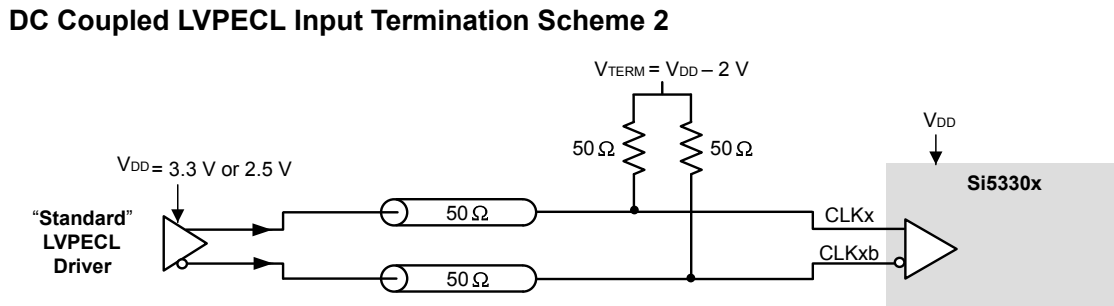 DC Coupled LVPECL Input Termination Scheme 2
VTERM = VDD – 2 V
VDD
50 Ω
50 Ω
VDD = 3.3 V or 2.5 V
Si5330x
“Standard”
LVPECL
Driver
50 Ω
CLKx
50 Ω
CLKxb